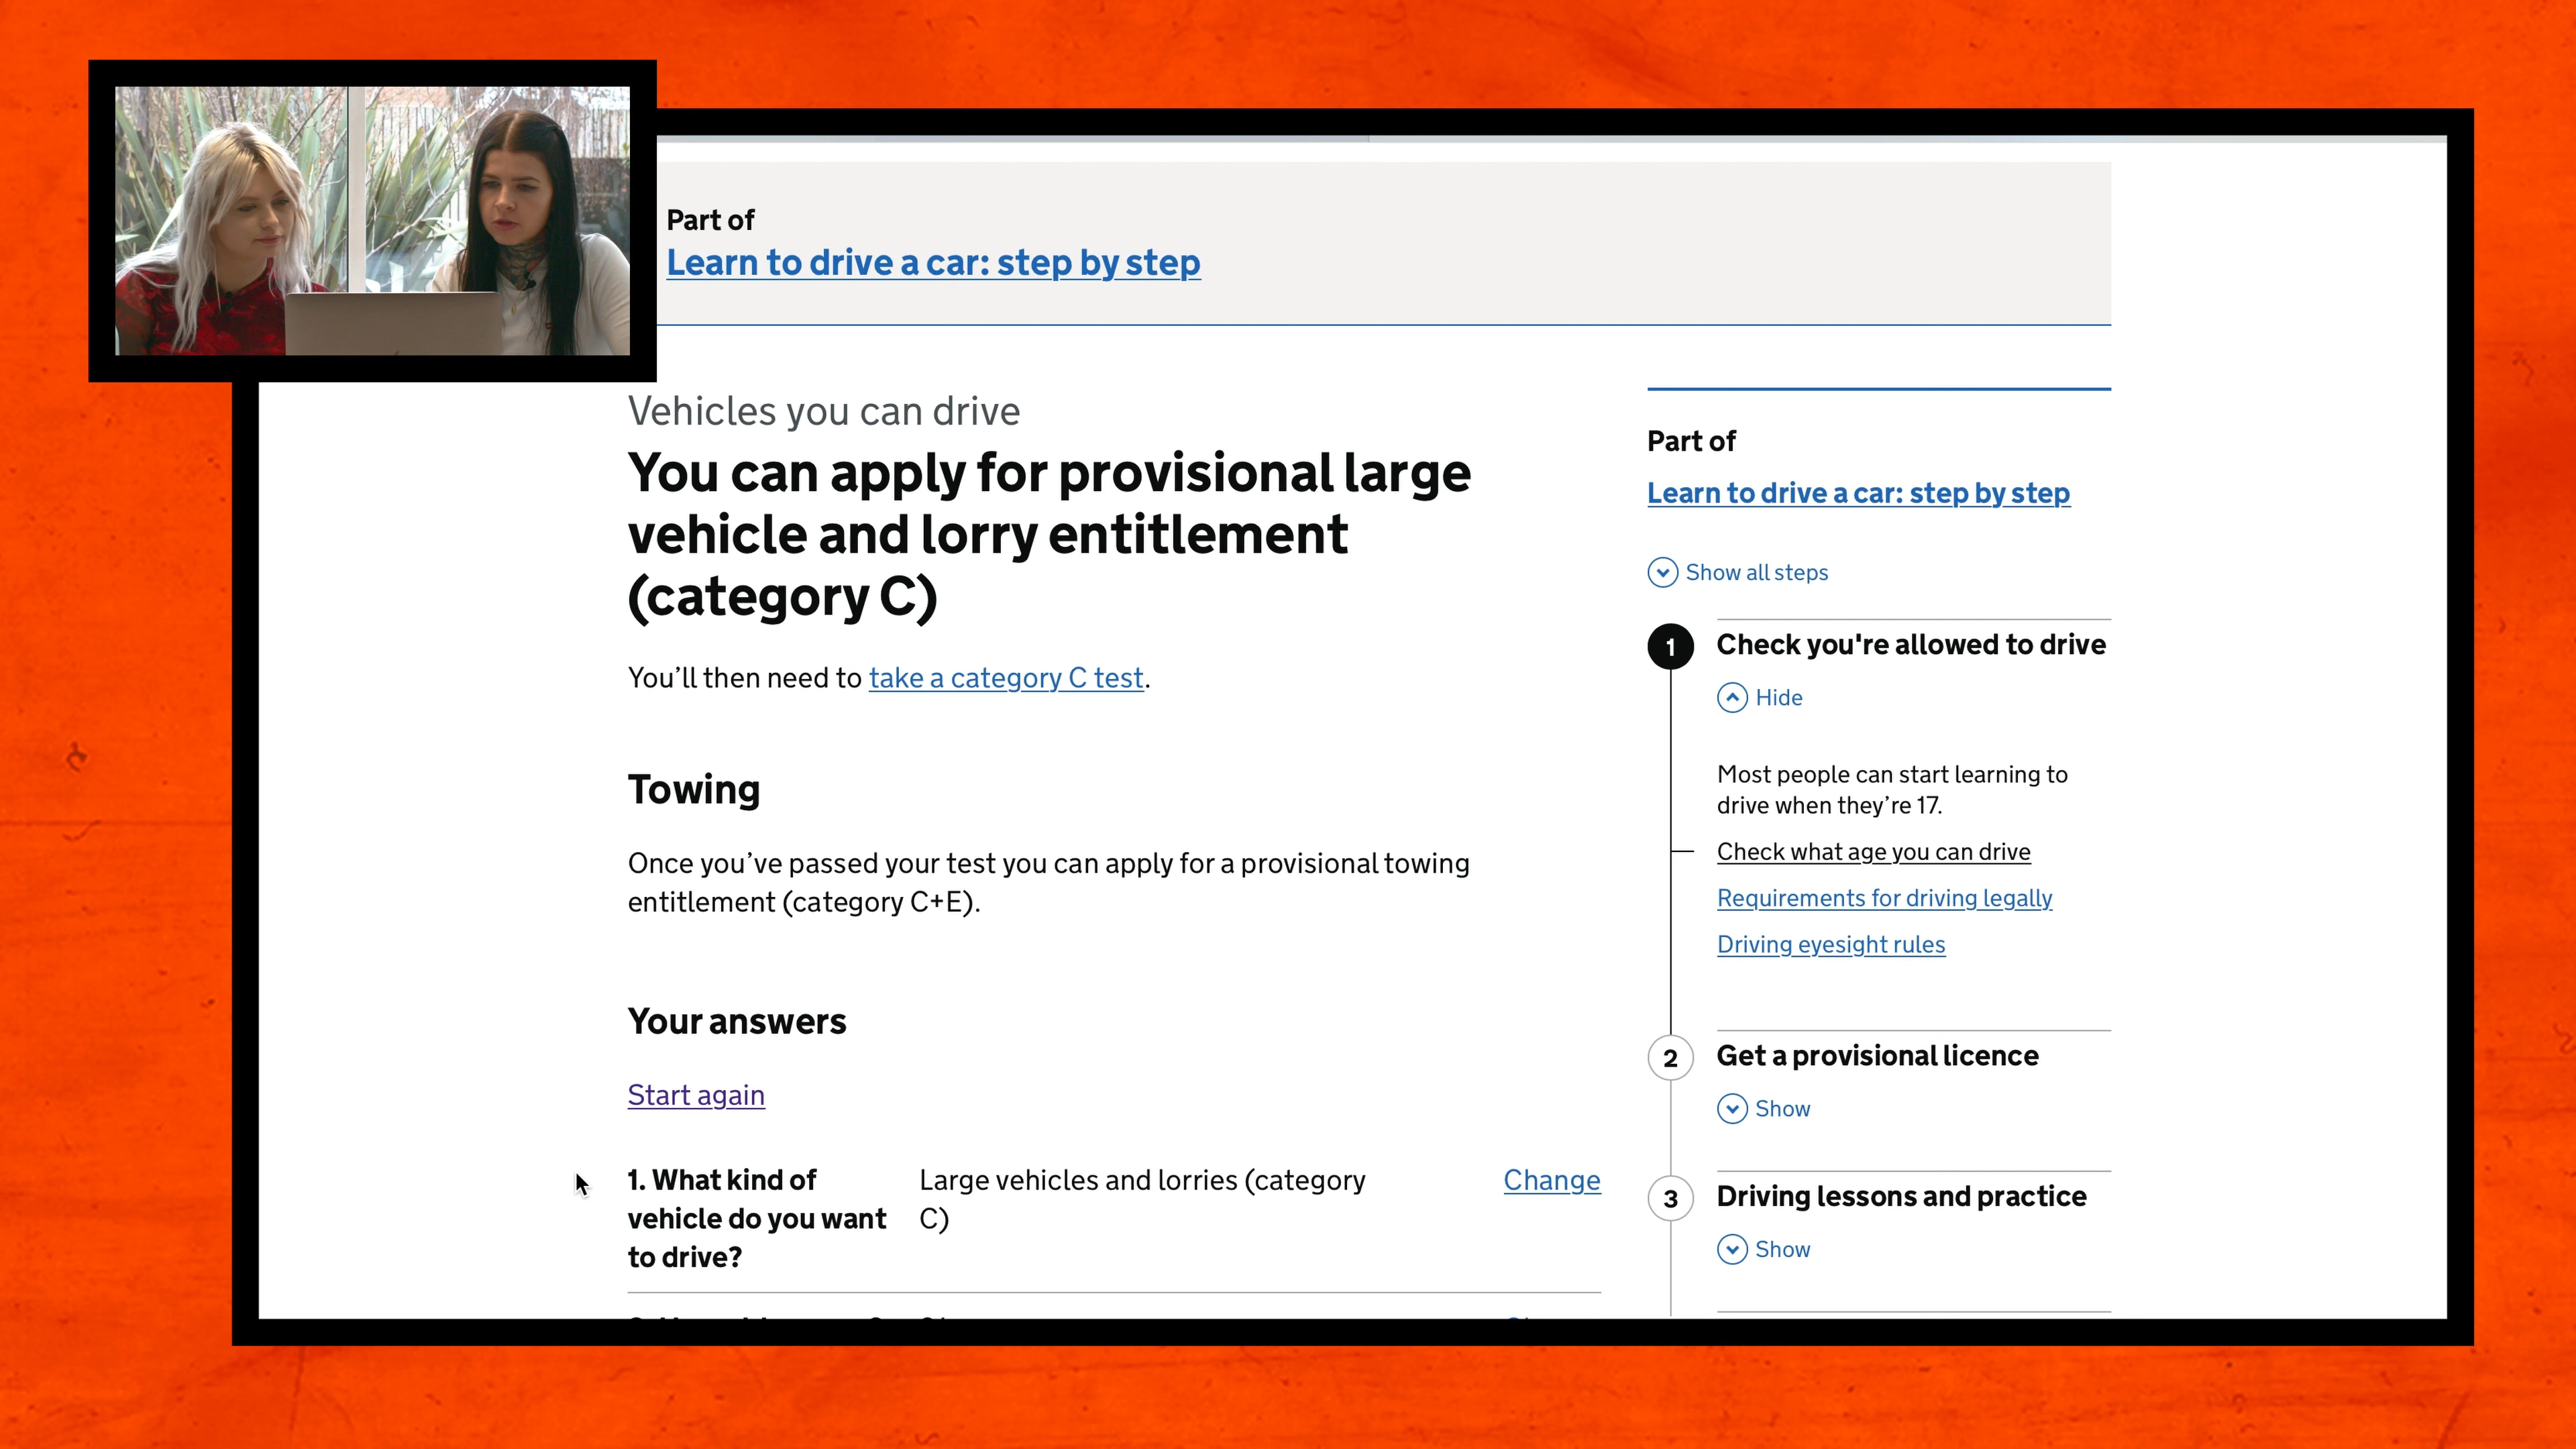 Part of
Learn to drive a car: step by step
Vehicles you can drive
You can apply for provisional large
vehicle and lorry entitlement
(category C)
You’ll then need to take a category C test.
Towing
Once you’ve passed your test you can apply for a provisional towing
entitlement (category C+E).
Your answers
Start again
1. What kind of
vehicle do you want
to drive?
Large vehicles and lorries (category
C)
Change
Part of
Learn to drive a car: step by step
Show all steps
1
Check you're allowed to drive
Hide
Most people can start learning to
drive when they’re 17.
Check what age you can drive
Requirements for driving legally
Driving eyesight rules
2
Get a provisional licence
Show
3
Driving lessons and practice
Show